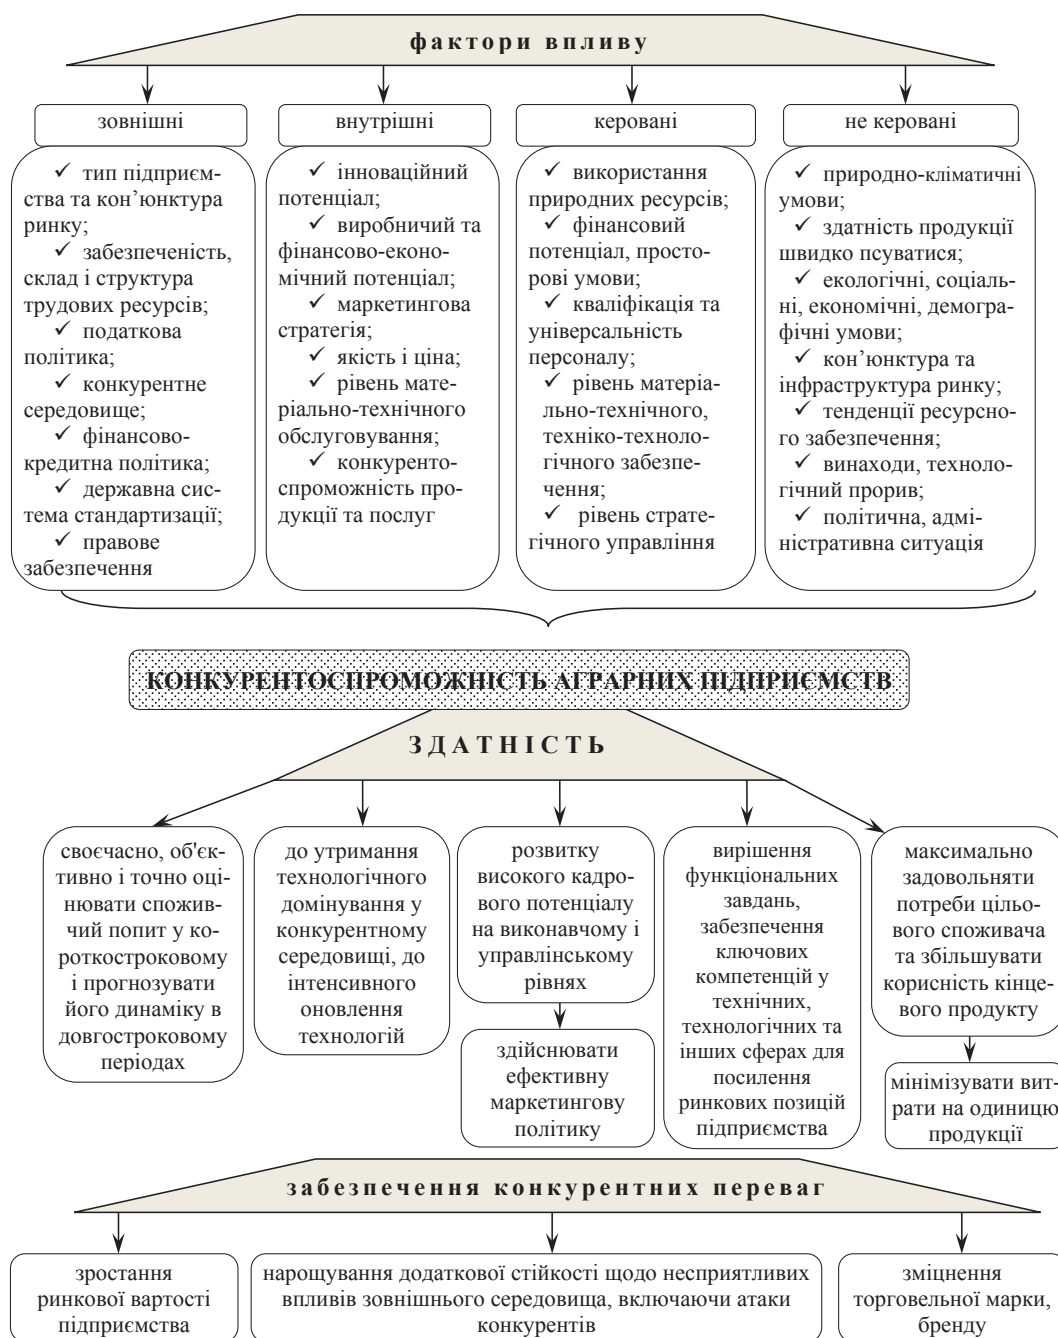 фактори впливу
зовнішні
✓ тип підприєм-
ства та кон’юнктура
ринку;
✓ забезпеченість,
склад і структура
трудових ресурсів;
✓ податкова
політика;
✓ конкурентне
середовище;
✓ фінансово-
кредитна політика;
✓ державна сис-
тема стандартизації;
✓ правове
забезпечення
внутрішні
✓ інноваційний
потенціал;
✓ виробничий та
фінансово-еконо-
мічний потенціал;
✓ маркетингова
стратегія;
✓ якість і ціна;
✓ рівень мате-
ріально-технічного
обслуговування;
✓ конкуренто-
спроможність про-
дукції та послуг
керовані
✓ використання
природних ресурсів;
✓ фінансовий
потенціал, просто-
рові умови;
✓ кваліфікація та
універсальність
персоналу;
✓ рівень матеріа-
льно-технічного,
техніко-техноло-
гічного забезпе-
чення;
✓ рівень страте-
гічного управління
не керовані
✓ природно-кліматичні
умови;
✓ здатність продукції
швидко псуватися;
✓ екологічні, соціаль-
ні, економічні, демогра-
фічні умови;
✓ кон’юнктура та
інфраструктура ринку;
✓ тенденції ресурсно-
го забезпечення;
✓ винаходи, техноло-
гічний прорив;
✓ політична, адмі-
ністративна ситуація
КОНКУРЕНТОСПРОМОЖНІСТЬ АГРАРНИХ ПІДПРИЄМСТВ
ЗДАТНІСТЬ
своєчасно, об'єк-
тивно і точно оці-
нювати спожив-
чий попит у ко-
роткостроковому
і прогнозувати
його динаміку в
довгостроковому
періодах
до утримання
технологічного
домінування у
конкурентному
середовищі, до
інтенсивного
оновлення
технологій
розвитку
високого кадро-
вого потенціалу
на виконавчому і
управлінському
рівнях
здійснювати
ефективну
маркетингову
політику
вирішення
функціональних
завдань,
забезпечення
ключових
компетенцій у
технічних,
технологічних та
інших сферах для
посилення
ринкових позицій
підприємства
максимально
задовольняти
потреби цільо-
вого споживача
та збільшувати
корисність кінце-
вого продукту
мінімізувати вит-
рати на одиницю
продукції
забезпечення конкурентних переваг
зростання
ринкової вартості
підприємства
нарощування додаткової стійкості щодо несприятливих
впливів зовнішнього середовища, включаючи атаки
конкурентів
зміцнення
торговельної марки,
бренду